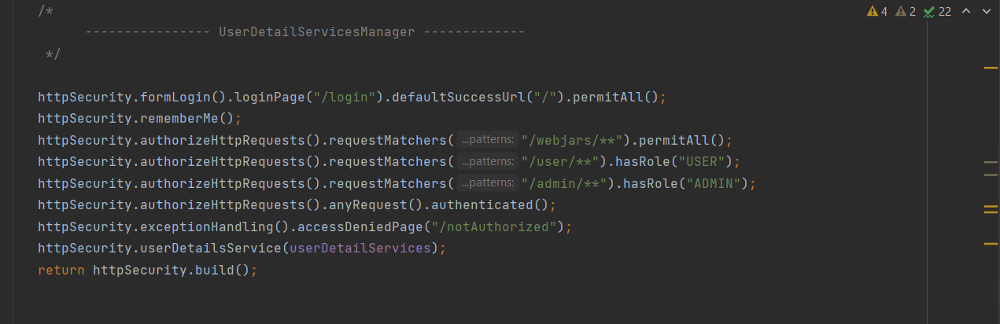 /*
4 2 22
---------------- UserDetailServicesManager -------------
*/
httpSecurity.formLogin().loginPage("/login").defaultSuccessUrl("/").permitAll();
httpSecurity.rememberMe();
httpSecurity.authorizeHttpRequests().requestMatchers( ...patterns: "/webjars/**").permitAll();
httpSecurity.authorizeHttpRequests().requestMatchers( ...patterns: "/user/**").hasRole("USER");
httpSecurity.authorizeHttpRequests().requestMatchers( ...patterns: "/admin/**").hasRole("ADMIN");
httpSecurity.authorizeHttpRequests().anyRequest().authenticated();
httpSecurity.exceptionHandling().accessDeniedPage("/notAuthorized");
httpSecurity.userDetailsService(userDetailServices);
return httpSecurity.build();